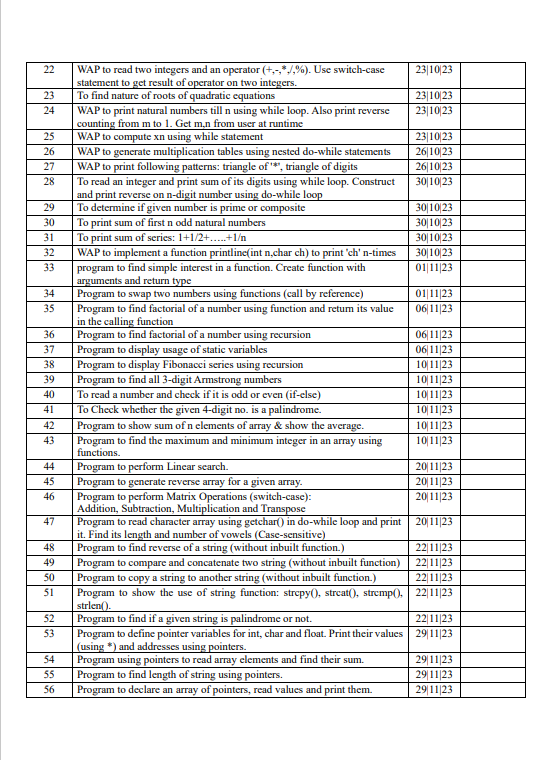 22 WAP to read two integers and an operator (+,-,*,/,%). Use switch-case 23|10|23
statement to get result of operator on two integers.
23 To find nature of roots of quadratic equations 23|10|23
24 WAP to print natural numbers till n using while loop. Also print reverse 23|10|23
counting from m to 1. Get m,n from user at runtime
25 WAP to compute xn using while statement 23|10|23
26 WAP to generate multiplication tables using nested do-while statements 26|10|23
27 WAP to print following patterns: triangle of '*', triangle of digits 26|10|23
28 To read an integer and print sum of its digits using while loop. Construct 30|10|23
and print reverse on n-digit number using do-while loop
29 To determine if given number is prime or composite 30|10|23
30 To print sum of first n odd natural numbers 30|10|23
31 To print sum of series: 1+1/2+…..+1/n 30|10|23
32 WAP to implement a function printline(int n,char ch) to print 'ch' n-times 30|10|23
33 program to find simple interest in a function. Create function with 01|11|23
arguments and return type
34 Program to swap two numbers using functions (call by reference) 01|11|23
35 Program to find factorial of a number using function and return its value 06|11|23
in the calling function
36 Program to find factorial of a number using recursion 06|11|23
37 Program to display usage of static variables 06|11|23
38 Program to display Fibonacci series using recursion 10|11|23
39 Program to find all 3-digit Armstrong numbers 10|11|23
40 To read a number and check if it is odd or even (if-else) 10|11|23
41 To Check whether the given 4-digit no. is a palindrome. 10|11|23
42 Program to show sum of n elements of array & show the average. 10|11|23
43 Program to find the maximum and minimum integer in an array using 10|11|23
functions.
44 Program to perform Linear search. 20|11|23
45 Program to generate reverse array for a given array. 20|11|23
46 Program to perform Matrix Operations (switch-case): 20|11|23
Addition, Subtraction, Multiplication and Transpose
47 Program to read character array using getchar() in do-while loop and print 20|11|23
it. Find its length and number of vowels (Case-sensitive)
48 Program to find reverse of a string (without inbuilt function.) 22|11|23
49 Program to compare and concatenate two string (without inbuilt function) 22|11|23
50 Program to copy a string to another string (without inbuilt function.) 22|11|23
51 Program to show the use of string function: strcpy(), strcat(), strcmp(), 22|11|23
strlen().
52 Program to find if a given string is palindrome or not. 22|11|23
53 Program to define pointer variables for int, char and float. Print their values 29|11|23
(using *) and addresses using pointers.
54 Program using pointers to read array elements and find their sum. 29|11|23
55 Program to find length of string using pointers. 29|11|23
56 Program to declare an array of pointers, read values and print them. 29|11|23